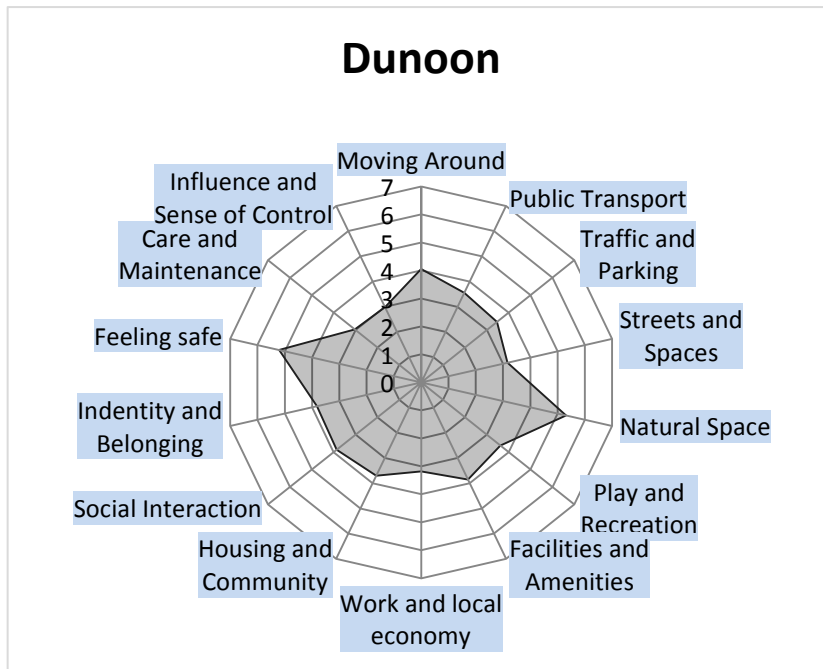 Dunoon
Moving Around
Public Transport
Traffic and
Parking
Streets and
Spaces
Natural Space
Play and
Recreation
Facilities and
Amenities
Work and local
economy
Housing and
Community
Social Interaction
Indentity and
Belonging
Feeling safe
Care and
Maintenance
Influence and
Sense of Control
7
6
5
4
3
2
1
0